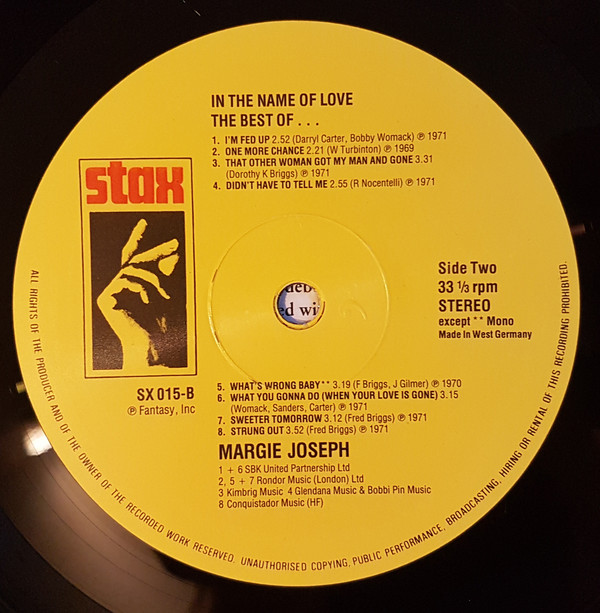 IN THE NAME OF LOVE
THE BEST OF . . .
1. I'M FED UP 2.52 (Darryl Carter, Bobby Womack) ℗ 1971
2. ONE MORE CHANCE 2.21 (W Turbinton) ℗ 1969
3. THAT OTHER WOMAN GOT MY MAN AND GONE 3.31
(Dorothy K Briggs) ℗ 1971
4. DIDN'T HAVE TO TELL ME 2.55 (R Nocentelli) ℗ 1971
stax
SX 015-B
℗ Fantasy, Inc
Side Two
33 ⅓ rpm
STEREO
except ** Mono
Made in West Germany
ed wi
5. WHAT'S WRONG BABY** 3.19 (F Briggs, J Gilmer) ℗ 1970
6. WHAT YOU GONNA DO (WHEN YOUR LOVE IS GONE) 3.15
(Womack, Sanders, Carter) ℗ 1971
7. SWEETER TOMORROW 3.12 (Fred Briggs) ℗ 1971
8. STRUNG OUT 3.52 (Fred Briggs) ℗ 1971
MARGIE JOSEPH
1 + 6 SBK United Partnership Ltd
2, 5 + 7 Rondor Music (London) Ltd
3 Kimbrig Music 4 Glendana Music & Bobbi Pin Music
8 Conquistador Music (HF)
ALL RIGHTS OF THE PRODUCER AND OF THE OWNER OF THE RECORDED WORK RESERVED. UNAUTHORISED COPYING, PUBLIC PERFORMANCE, BROADCASTING, HIRING OR RENTAL OF THIS RECORDING PROHIBITED.